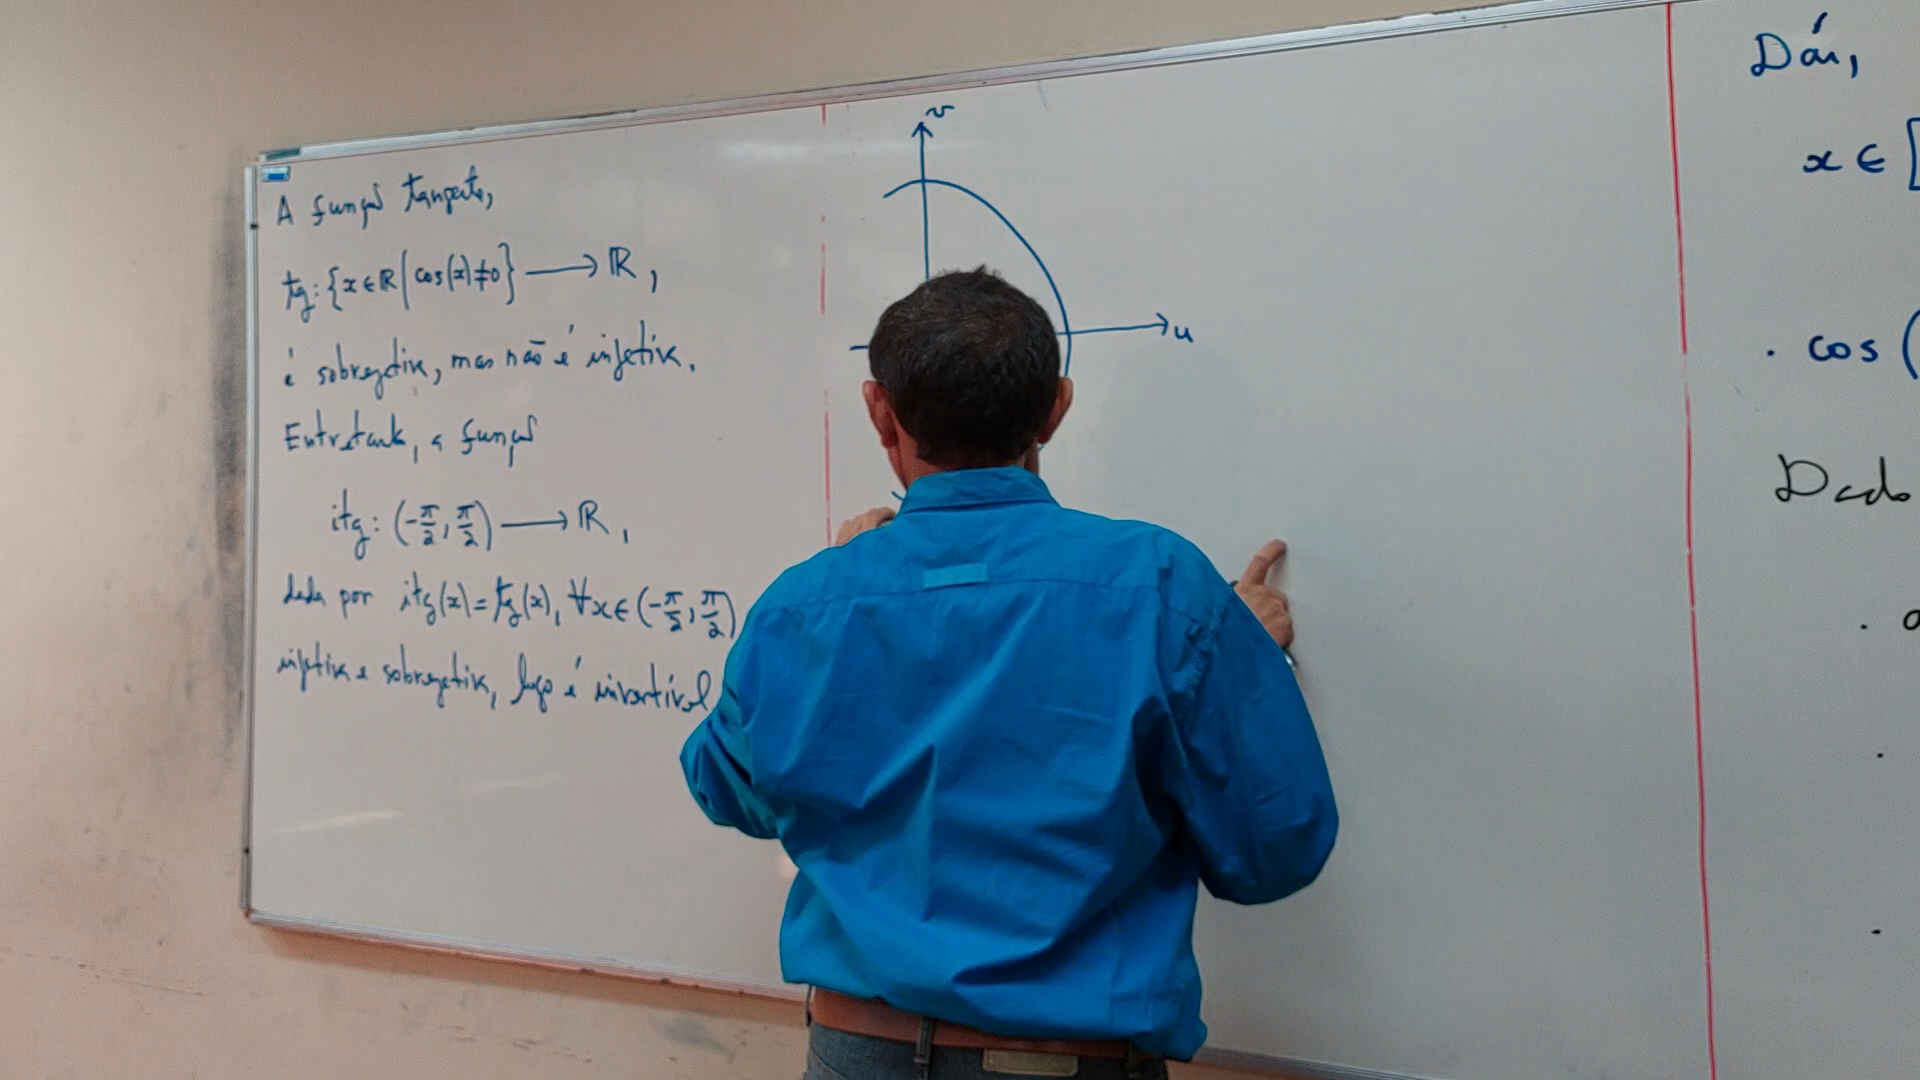 A função tangente,
tg: {x ∈ ℝ | cos(x) ≠ 0} ⟶ ℝ,
é sobrejetiva, mas não é injetiva.
Entretanto, a função
itg: (-π/2, π/2) ⟶ ℝ,
dada por itg(x) = tg(x), ∀x ∈ (-π/2, π/2)
injetiva e sobrejetiva, logo é invertível
v
u
Daí,
x ∈ [
. cos (
Dado
.
.
.